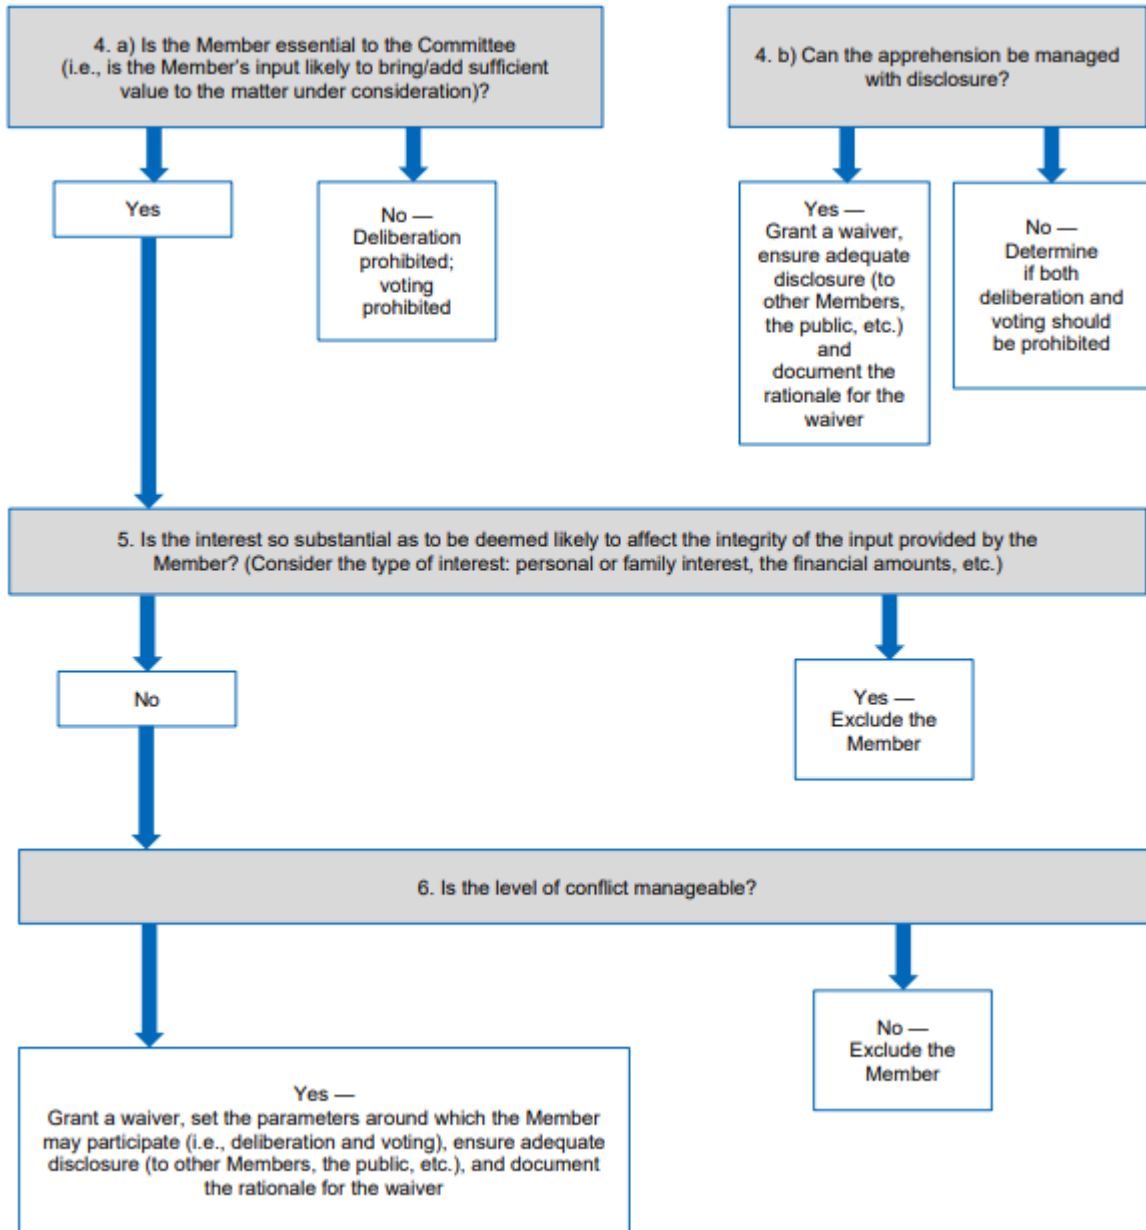 4. a) Is the Member essential to the Committee
(i.e., is the Member's input likely to bring/add sufficient
value to the matter under consideration)?
4. b) Can the apprehension be managed
with disclosure?
Yes
No —
Deliberation
prohibited;
voting
prohibited
Yes —
Grant a waiver,
ensure adequate
disclosure (to
other Members,
the public, etc.)
and
document the
rationale for the
waiver
No —
Determine
if both
deliberation and
voting should
be prohibited
5. Is the interest so substantial as to be deemed likely to affect the integrity of the input provided by the
Member? (Consider the type of interest: personal or family interest, the financial amounts, etc.)
No
Yes —
Exclude the
Member
6. Is the level of conflict manageable?
No —
Exclude the
Member
Yes —
Grant a waiver, set the parameters around which the Member
may participate (i.e., deliberation and voting), ensure adequate
disclosure (to other Members, the public, etc.), and document
the rationale for the waiver